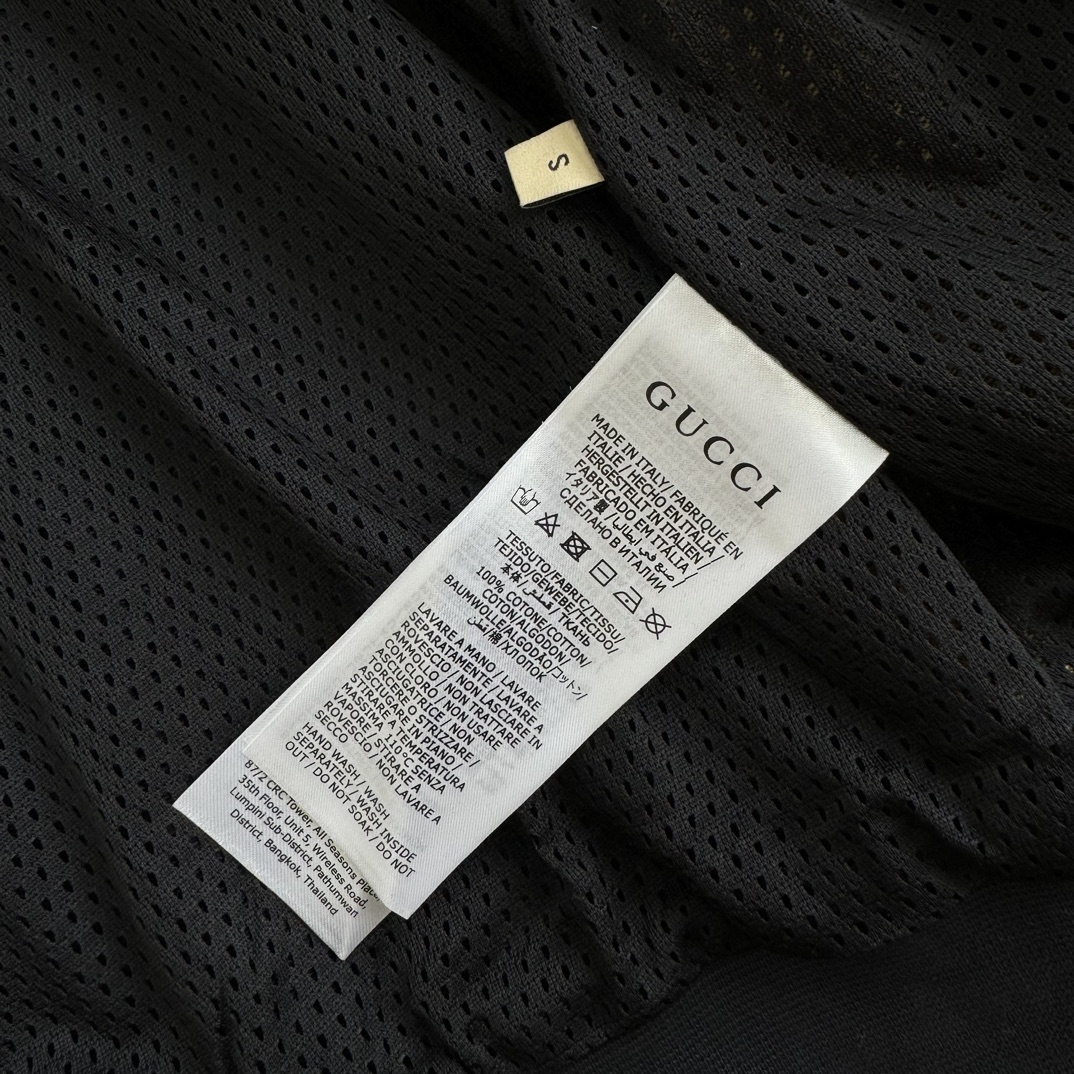 S
GUCCI
MADE IN ITALY/FABRIQUÉ EN
ITALIE/HECHO EN ITALIA/
HERGESTELLT IN ITALIEN/
FABRICADO EM ITALIA/
イタリア製/صنع في إيطاليا/
СДЕЛАНО В ИТАЛИИ
TESSUTO/FABRIC/TISSU/
TEJIDO/GEWEBE/TECIDO/
本体/القماش/ТКАНЬ
100% COTONE/COTTON/
COTON/ALGODON/
BAUMWOLLE/ALGODAO/コットン/
棉/قطن/ХЛОПОК
LAVARE A MANO / LAVARE
SEPARATAMENTE / LAVARE A
ROVESCIO / NON LASCIARE IN
AMMOLLO / NON TRATTARE
CON CLORO / NON USARE
ASCIUGATRICE / NON
TORCERE O STRIZZARE /
ASCIUGARE IN PIANO /
STIRARE A TEMPERATURA
MASSIMA 110°C SENZA
VAPORE / STIRARE A
ROVESCIO / NON LAVARE A
SECCO
HAND WASH / WASH
SEPARATELY / WASH INSIDE
OUT / DO NOT SOAK / DO NOT
87/2 CRC Tower, All Seasons Place,
35th Floor, Unit 5, Wireless Road,
Lumpini Sub-District, Pathumwan
District, Bangkok, Thailand